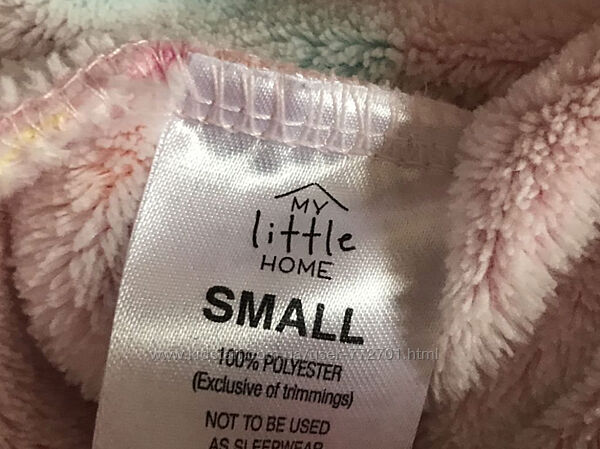 MY
little
HOME
SMALL
100% POLYESTER
(Exclusive of trimmings)
NOT TO BE USED
AS SLEEPWEAR